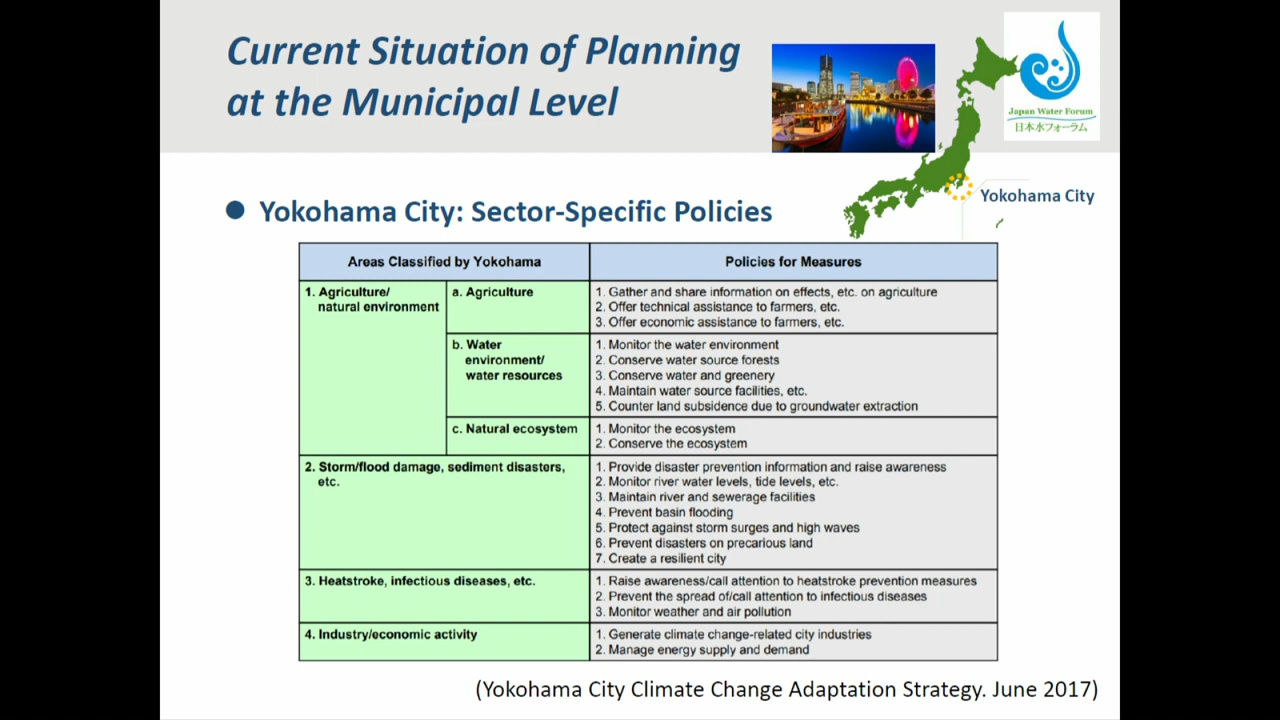 Current Situation of Planning
at the Municipal Level
Japan Water Forum
日本水フォーラム
Yokohama City
● Yokohama City: Sector-Specific Policies
Areas Classified by Yokohama
Policies for Measures
1. Agriculture/
natural environment
a. Agriculture
1. Gather and share information on effects, etc. on agriculture
2. Offer technical assistance to farmers, etc.
3. Offer economic assistance to farmers, etc.
b. Water
environment/
water resources
1. Monitor the water environment
2. Conserve water source forests
3. Conserve water and greenery
4. Maintain water source facilities, etc.
5. Counter land subsidence due to groundwater extraction
c. Natural ecosystem
1. Monitor the ecosystem
2. Conserve the ecosystem
2. Storm/flood damage, sediment disasters,
etc.
1. Provide disaster prevention information and raise awareness
2. Monitor river water levels, tide levels, etc.
3. Maintain river and sewerage facilities
4. Prevent basin flooding
5. Protect against storm surges and high waves
6. Prevent disasters on precarious land
7. Create a resilient city
3. Heatstroke, infectious diseases, etc.
1. Raise awareness/call attention to heatstroke prevention measures
2. Prevent the spread of/call attention to infectious diseases
3. Monitor weather and air pollution
4. Industry/economic activity
1. Generate climate change-related city industries
2. Manage energy supply and demand
(Yokohama City Climate Change Adaptation Strategy. June 2017)